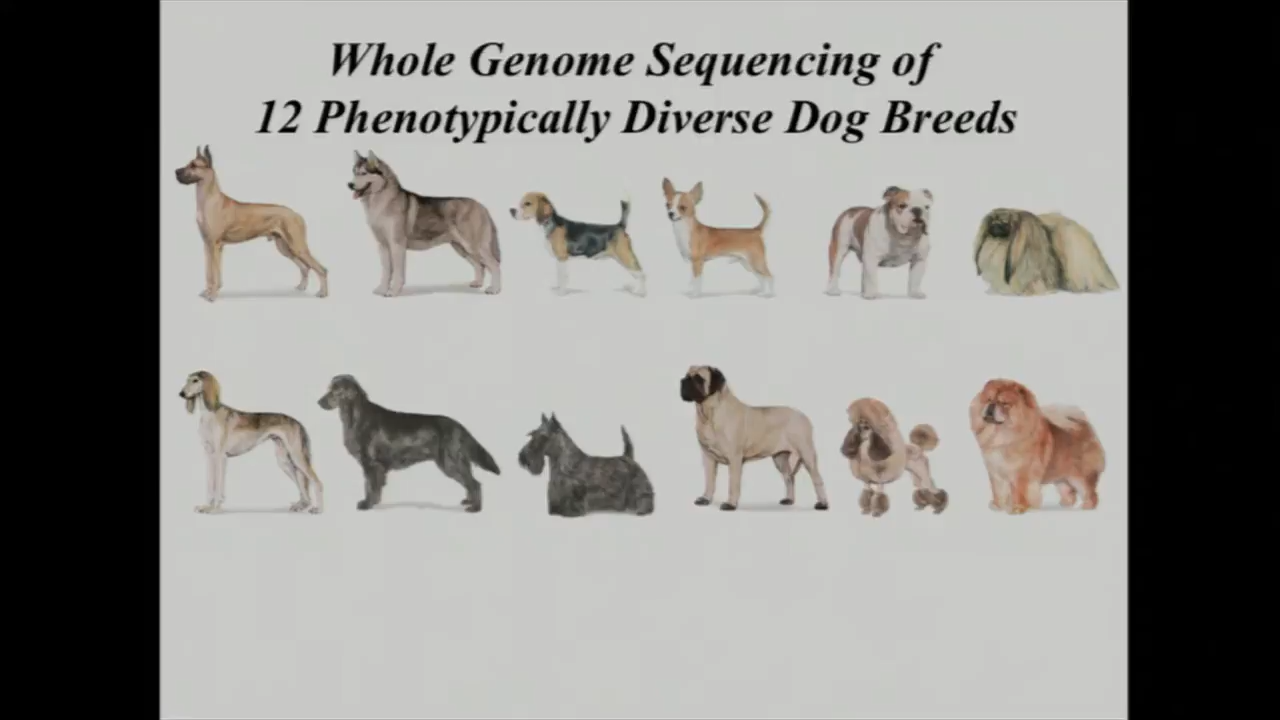 Whole Genome Sequencing of
12 Phenotypically Diverse Dog Breeds